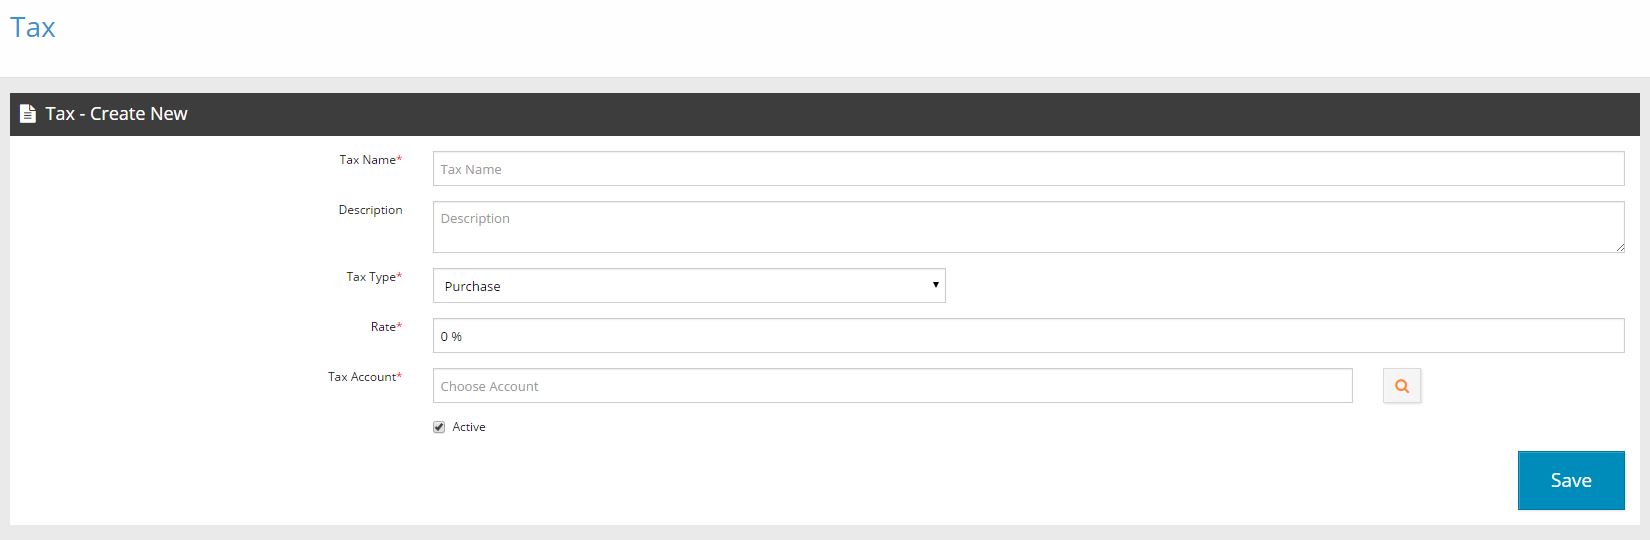 Tax
Tax - Create New
Tax Name*
Tax Name
Description
Description
Tax Type*
Purchase
Rate*
0 %
Tax Account*
Choose Account
Active
Save